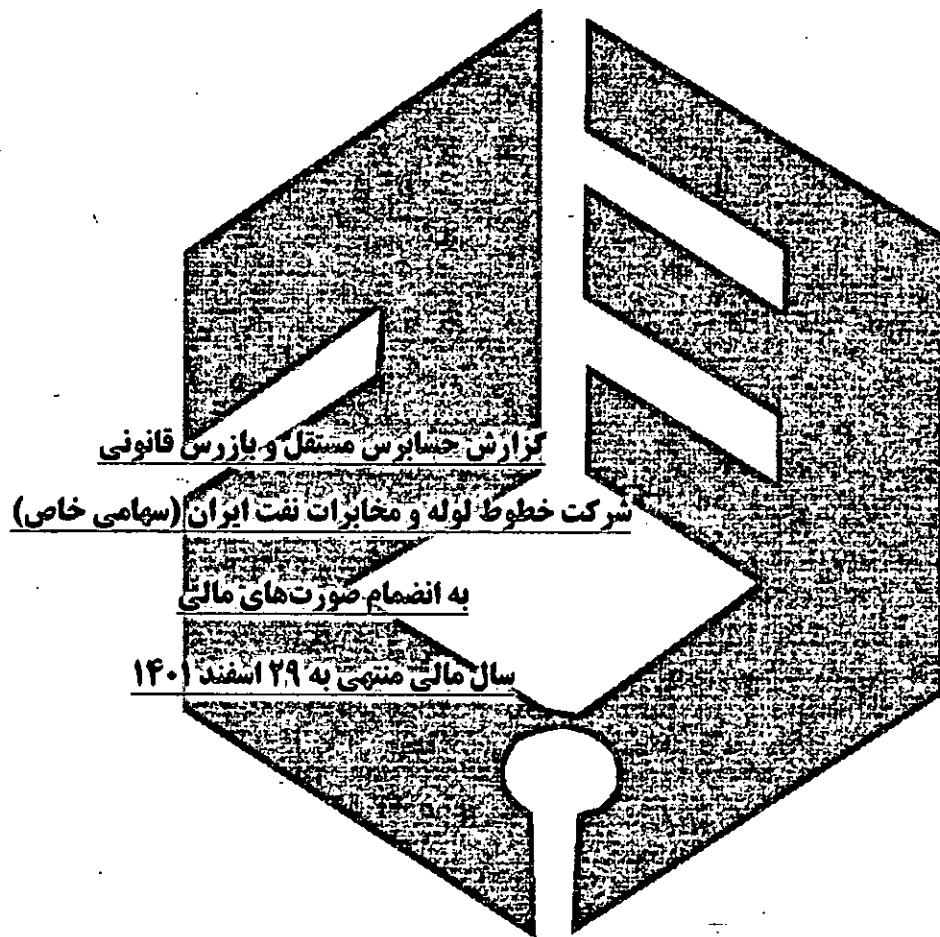 گزارش حسابرس مستقل و بازرس قانونی
شرکت خطوط لوله و مخابرات نفت ایران (سهامی خاص)
به انضمام صورت‌های مالی
سال مالی منتهی به ۲۹ اسفند ۱۴۰۱